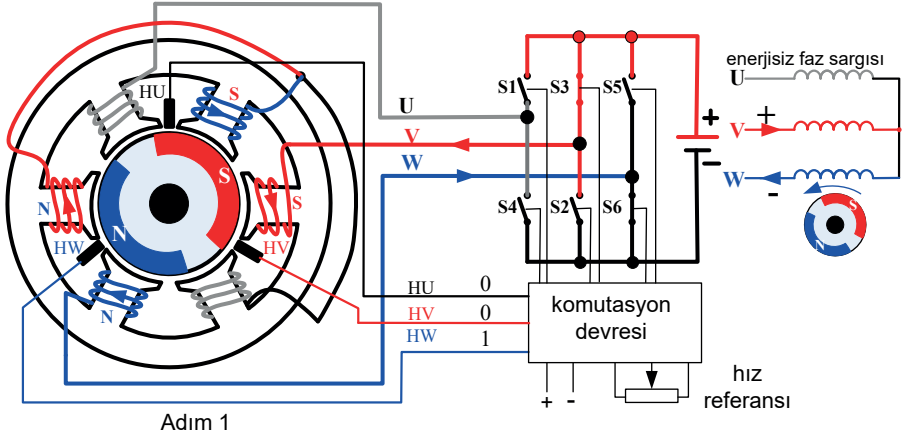 HU
S
N
S
N
S
HW
HV
N
N
U
V
W
S1
S3
S5
S4
S2
S6
+
-
enerjisiz faz sargısı
U
V
+
W
-
S
N
HU 0
HV 0
HW 1
komutasyon
devresi
+ -
hız
referansı
Adım 1